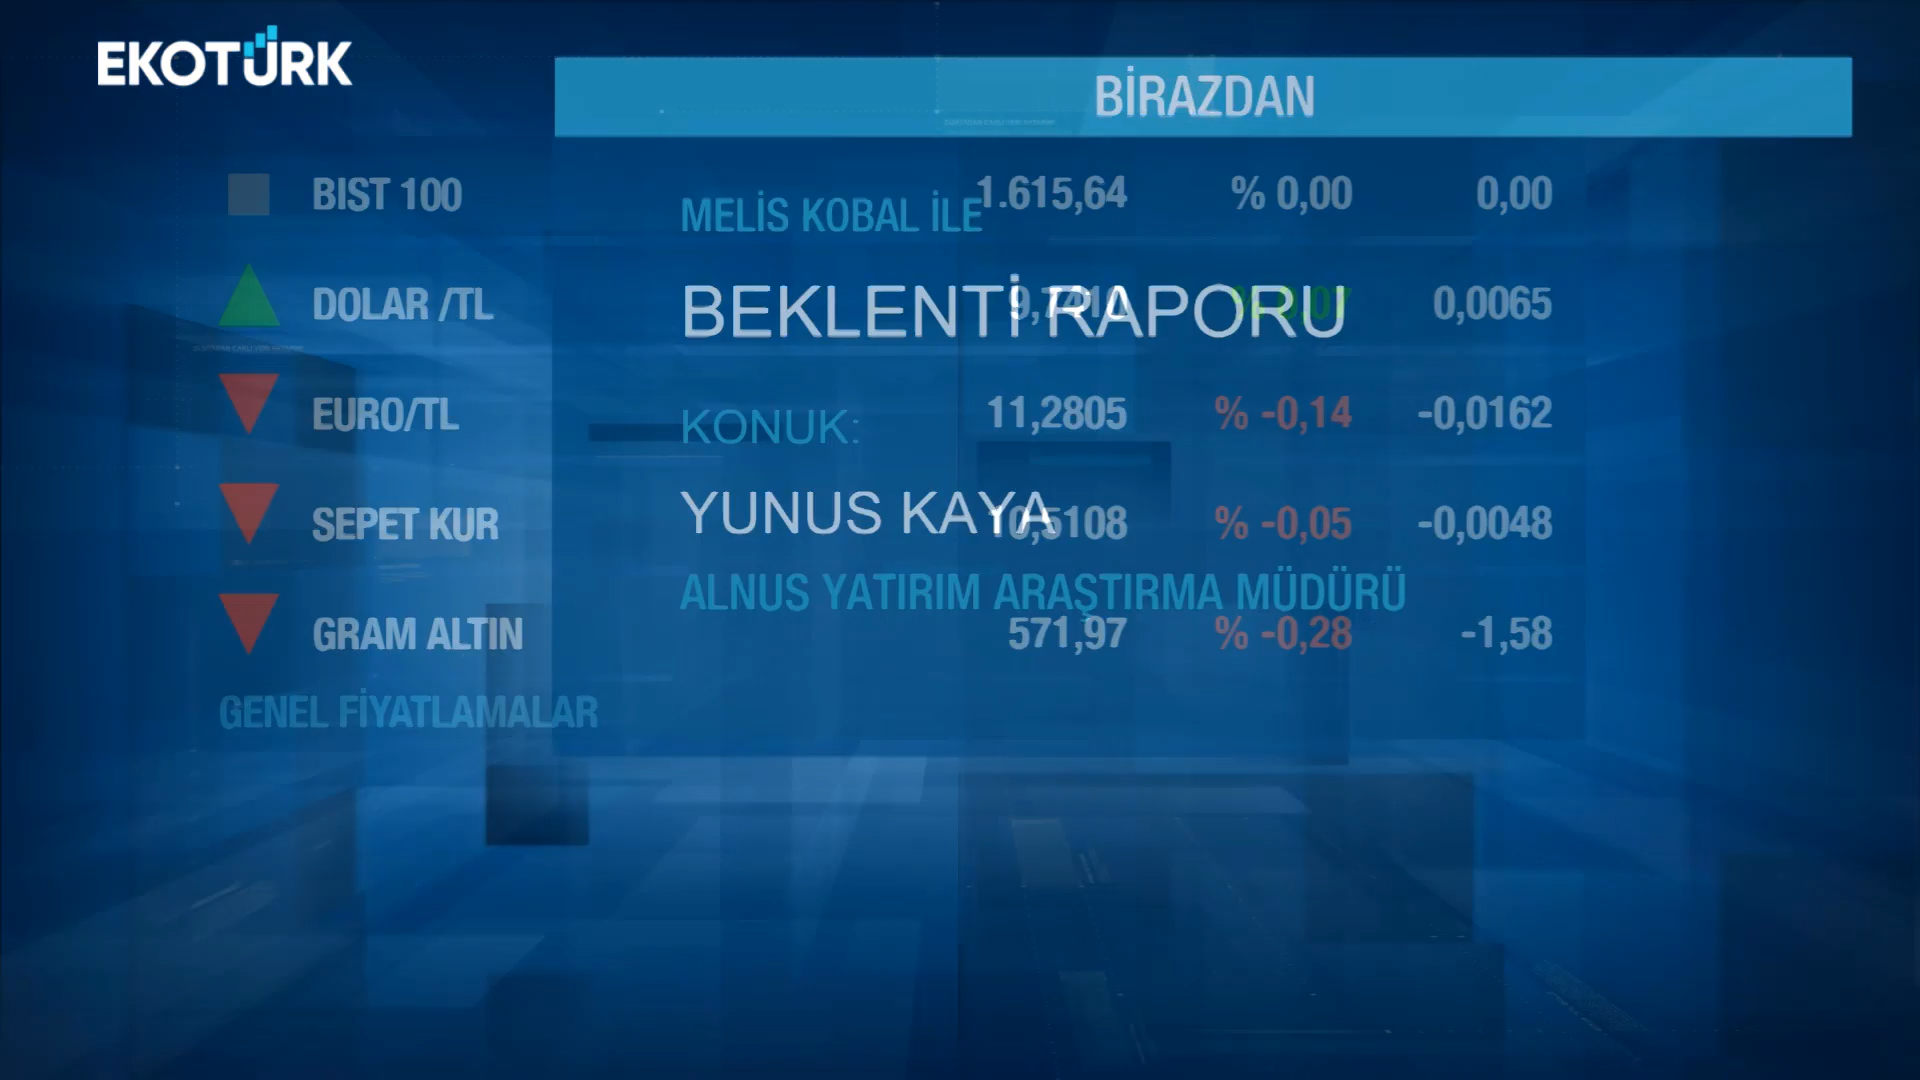 EKOTÜRK
BİRAZDAN
BIST 100 1.615,64 % 0,00 0,00
MELİS KOBAL İLE
DOLAR /TL 0,0065
BEKLENTİ RAPORU
EURO/TL 11,2805 % -0,14 -0,0162
KONUK:
YUNUS KAYA
SEPET KUR 10,5108 % -0,05 -0,0048
ALNUS YATIRIM ARAŞTIRMA MÜDÜRÜ
GRAM ALTIN 571,97 % -0,28 -1,58
GENEL FİYATLAMALAR